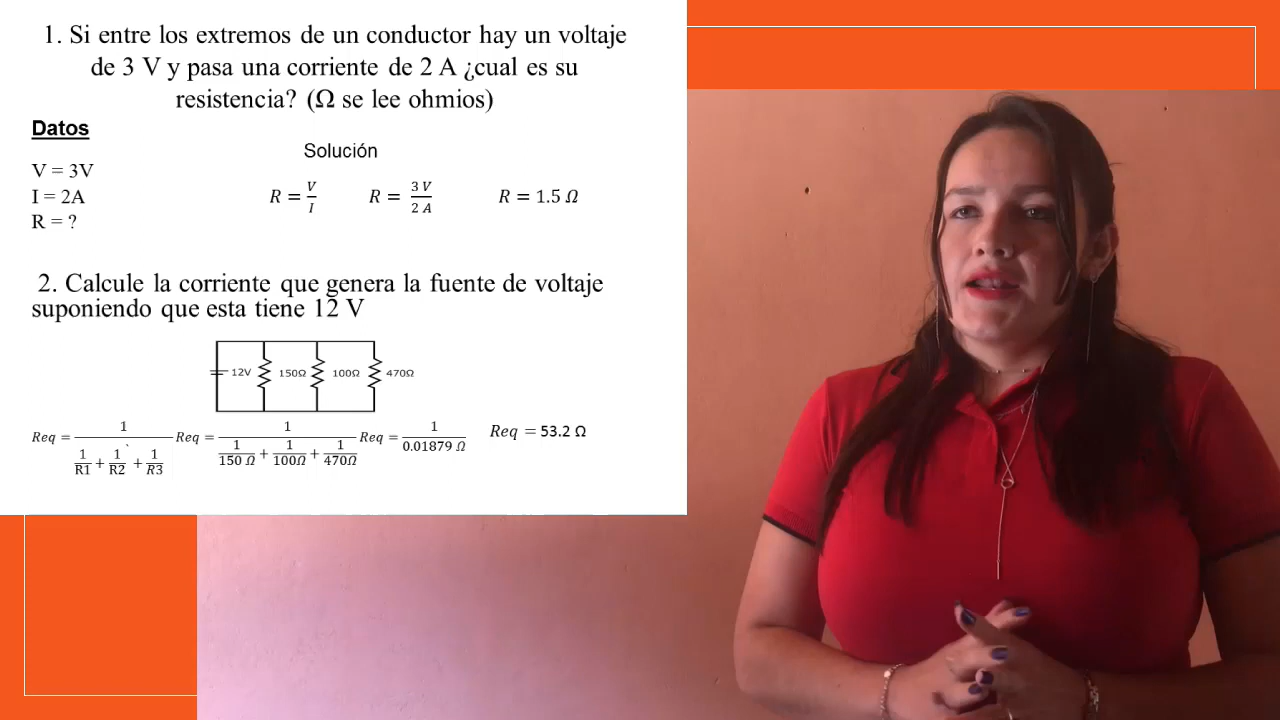 1. Si entre los extremos de un conductor hay un voltaje
de 3 V y pasa una corriente de 2 A ¿cual es su
resistencia? (Ω se lee ohmios)
Datos
Solución
V = 3V
I = 2A
R = ?
R = V/I R = 3 V/2 A R = 1.5 Ω
2. Calcule la corriente que genera la fuente de voltaje
suponiendo que esta tiene 12 V
12V 150Ω 100Ω 470Ω
Req = 1/(1/R1 + 1/R2 + 1/R3) Req = 1/(1/150 Ω + 1/100Ω + 1/470Ω) Req = 1/0.01879 Ω Req = 53.2 Ω